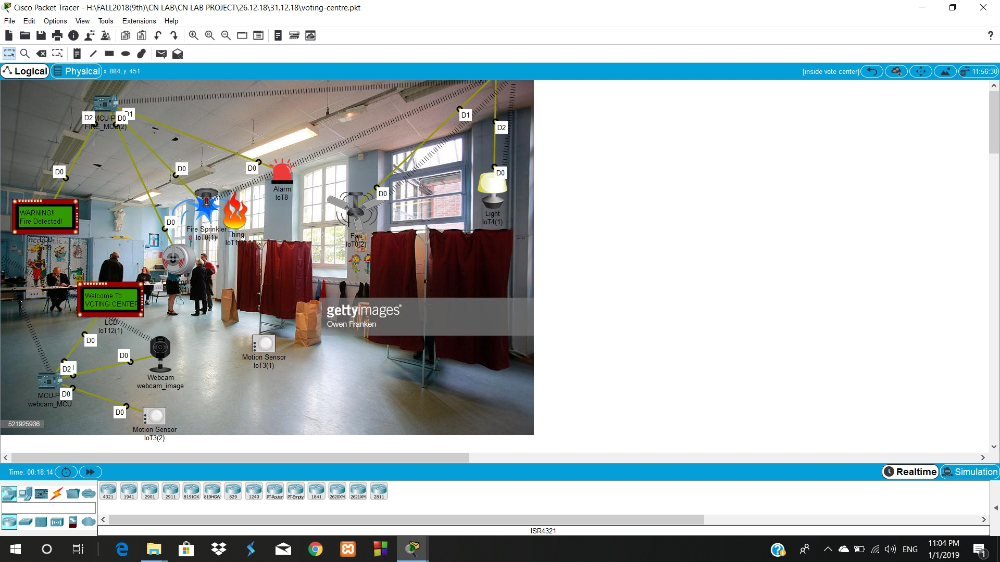 Cisco Packet Tracer - H:\FALL2018(9th)\CN LAB\CN LAB PROJECT\26.12.18\31.12.18\voting-centre.pkt
File Edit Options View Tools Extensions Help
?
Logical Physical x: 884, y: 451 [inside vote center] 11:56:30
D2 D0 D1
FIRE_MCU(2)
D1
D2
D0
D0
D0
D0
D0
Alarm
IoT8
Light
IoT4(1)
WARNING!!
Fire Detected!
LCD
IoT9
D0
Fire Sprinkler
IoT0(1)
Thing
IoT1(2)
Fan
IoT0(2)
Welcome To
VOTING CENTER
LCD
IoT12(1)
gettyimages®
Owen Franken
D0
D0
D2
Motion Sensor
IoT3(1)
Webcam
webcam_image
MCU-P D0
webcam_MCU
D0
521925936
Motion Sensor
IoT3(2)
Time: 00:18:14 Realtime Simulation
4321 1941 2901 2911 819IOX 819HGW 829 1240 PT-Router PT-Empty 1841 2620XM 2621XM 2811
ISR4321
ENG
11:04 PM
1/1/2019
1